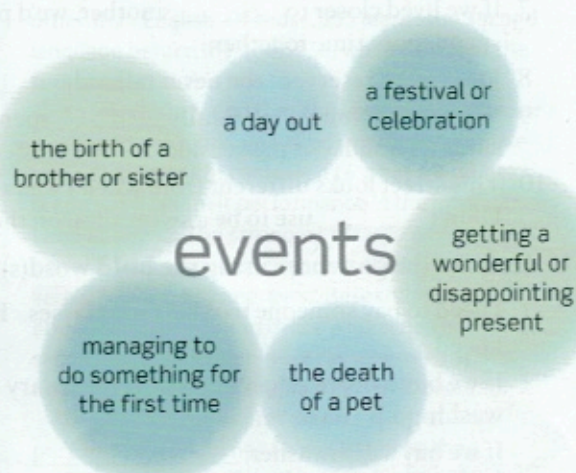 a festival or
celebration
a day out
the birth of a
brother or sister
events
getting a
wonderful or
disappointing
present
managing to
do something for
the first time
the death
of a pet